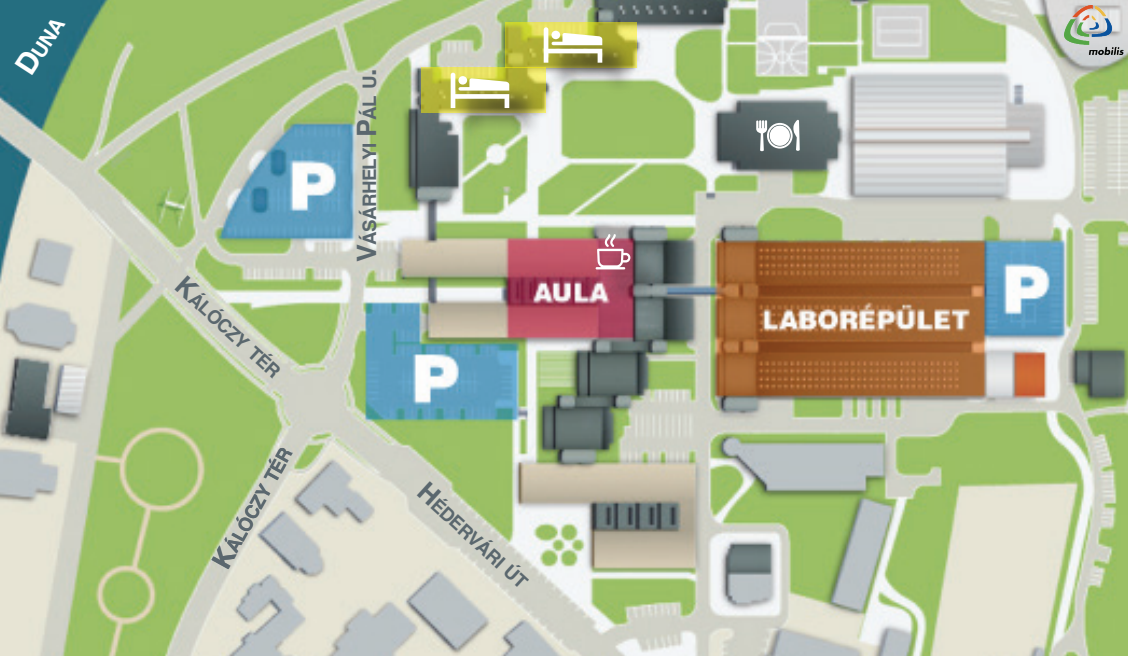 DUNA
mobilis
VÁSÁRHELYI PÁL U.
P
AULA
P
LABORÉPÜLET
KÁLÓCZY TÉR
P
KÁLÓCZY TÉR
HÉDERVÁRI ÚT